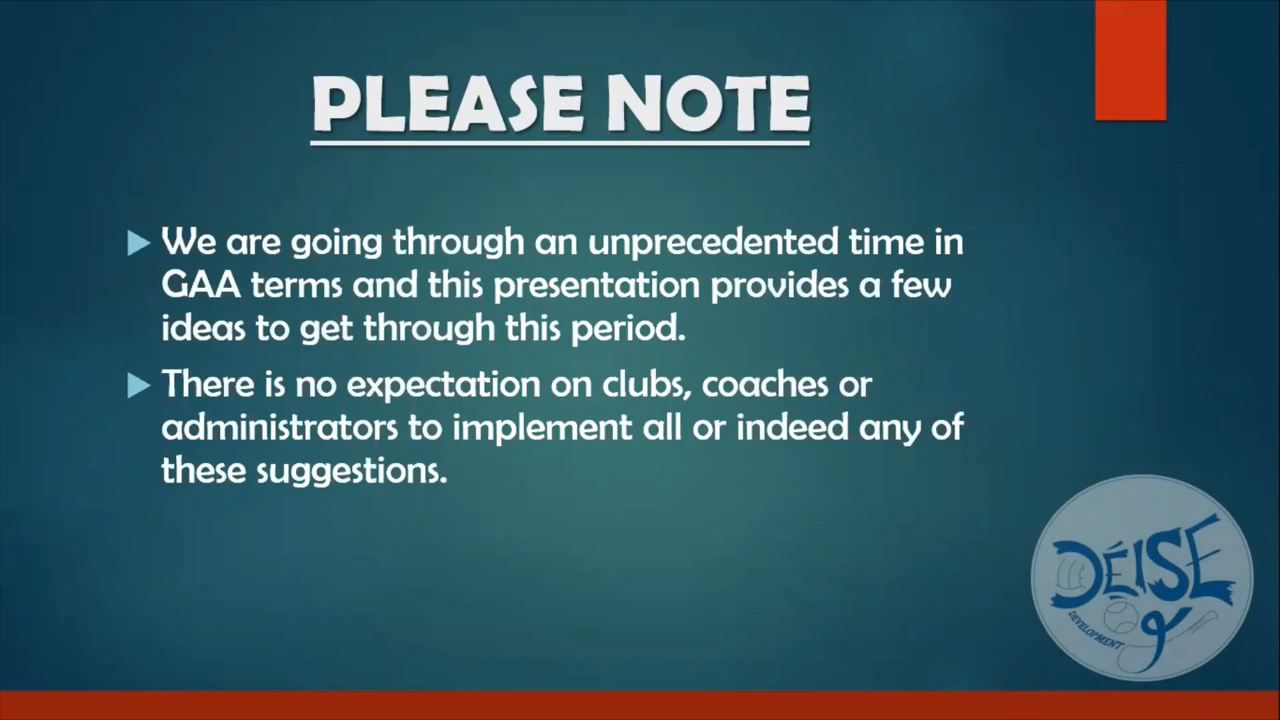 PLEASE NOTE
We are going through an unprecedented time in
GAA terms and this presentation provides a few
ideas to get through this period.
There is no expectation on clubs, coaches or
administrators to implement all or indeed any of
these suggestions.
DÉISE
DEVELOPMENT